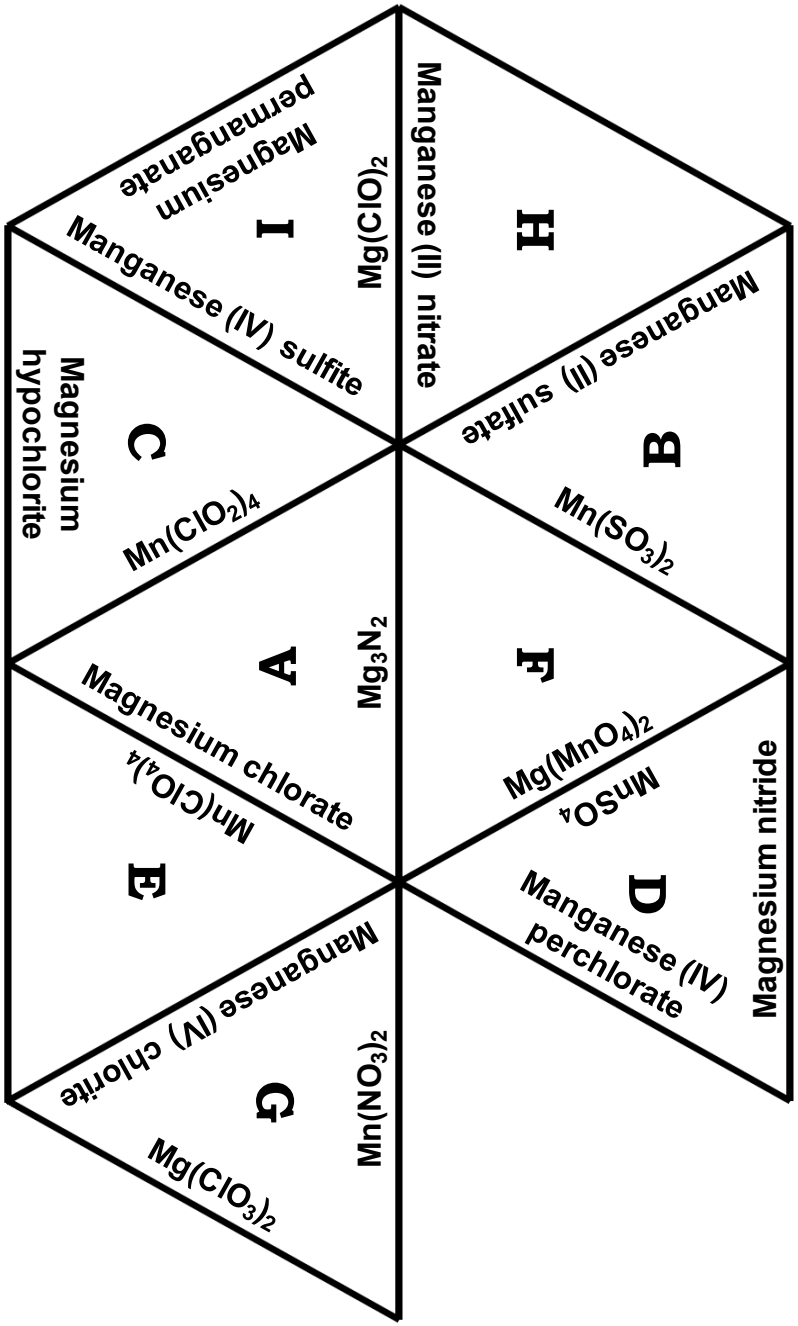 Magnesium
permanganate
I
Mg(ClO)₂
Manganese (IV) sulfite
Manganese (II) nitrate
H
Manganese (II) sulfate
B
Mn(SO₃)₂
Magnesium
hypochlorite
C
Mn(ClO₂)₄
A
Mg₃N₂
Magnesium chlorate
F
Mg(MnO₄)₂
MnSO₄
D
Magnesium nitride
Manganese (IV)
perchlorate
Mn(ClO₄)₄
E
Manganese (IV) chlorite
G
Mn(NO₃)₂
Mg(ClO₃)₂